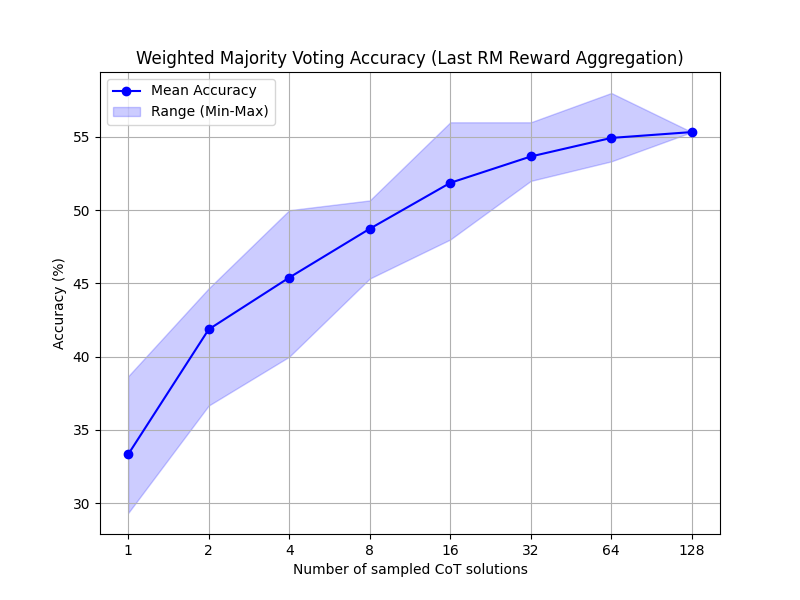 Weighted Majority Voting Accuracy (Last RM Reward Aggregation)
Mean Accuracy
Range (Min-Max)
Accuracy (%)
55
50
45
40
35
30
1 2 4 8 16 32 64 128
Number of sampled CoT solutions